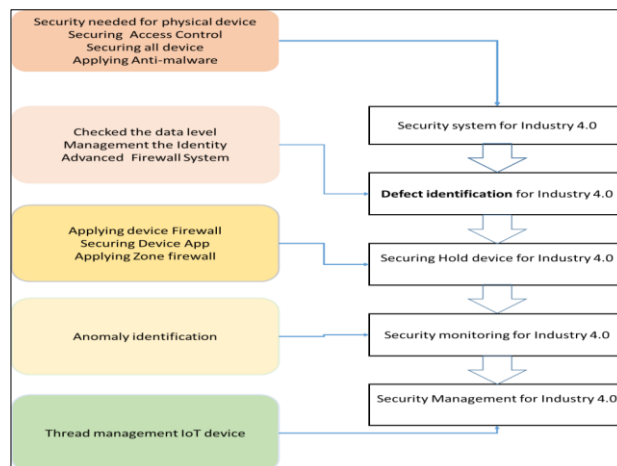 Security needed for physical device
Securing Access Control
Securing all device
Applying Anti-malware
Security system for Industry 4.0
Checked the data level
Management the Identity
Advanced Firewall System
Defect identification for Industry 4.0
Applying device Firewall
Securing Device App
Applying Zone firewall
Securing Hold device for Industry 4.0
Anomaly identification
Security monitoring for Industry 4.0
Security Management for Industry 4.0
Thread management IoT device